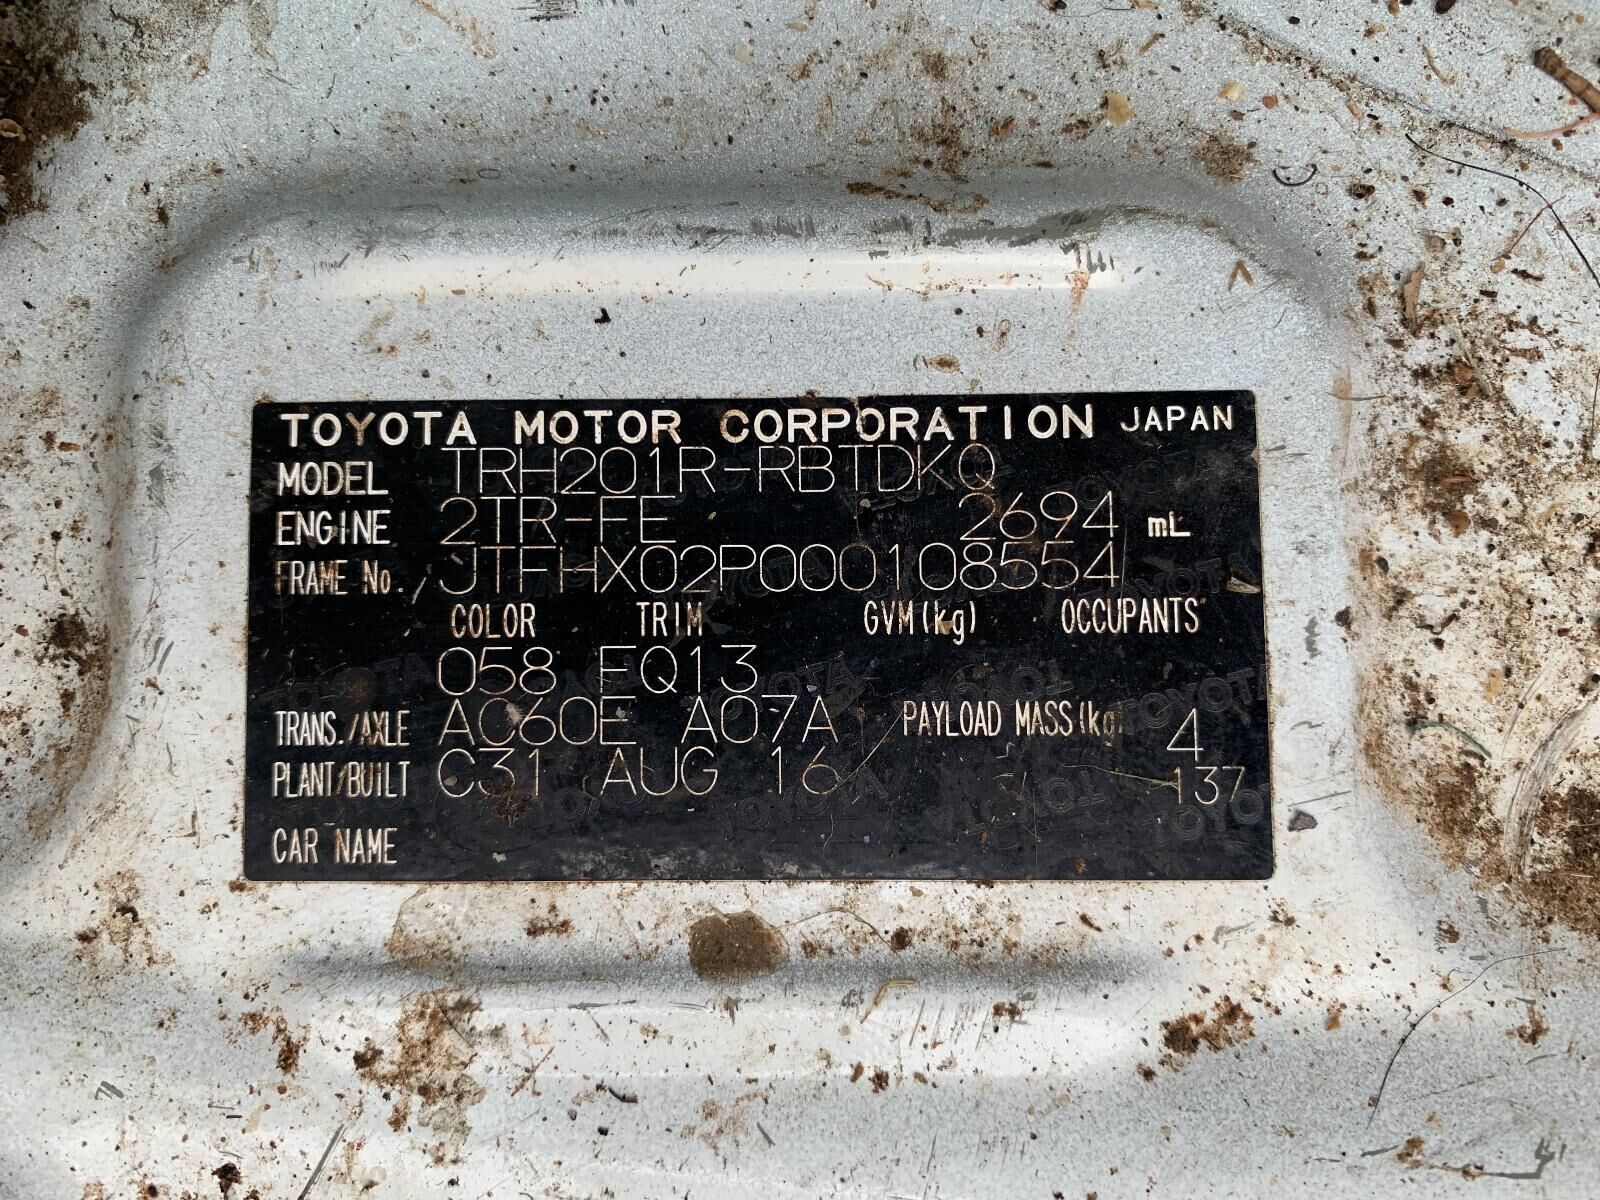 TOYOTA MOTOR CORPORATION JAPAN
MODEL TRH201R-RBTDKQ
ENGINE 2TR-FE 2694 mL
FRAME No. JTFHX02P000108554
COLOR TRIM GVM(kg) OCCUPANTS
058 FQ13
TRANS./AXLE AC60E A07A PAYLOAD MASS(kg) 4
PLANT/BUILT C31 AUG 16 137
CAR NAME